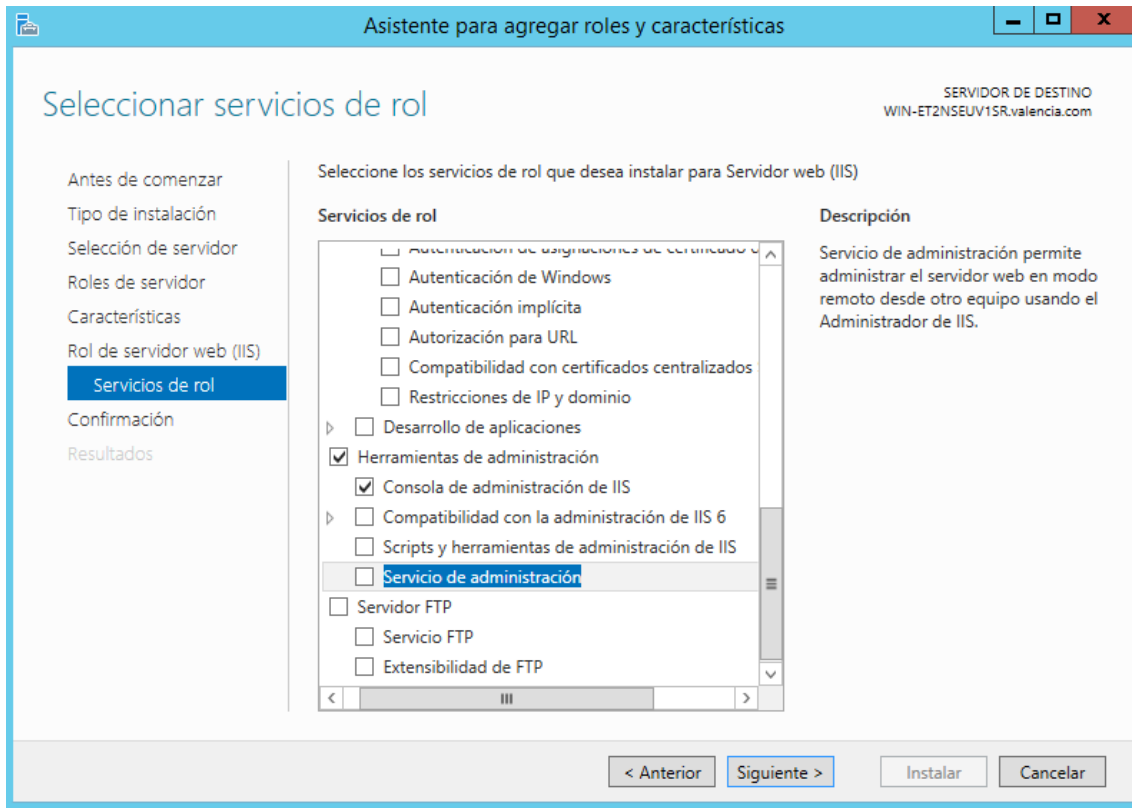 Asistente para agregar roles y características
Seleccionar servicios de rol
SERVIDOR DE DESTINO
WIN-ET2NSEUV1SR.valencia.com
Antes de comenzar
Tipo de instalación
Selección de servidor
Roles de servidor
Características
Rol de servidor web (IIS)
Servicios de rol
Confirmación
Resultados
Seleccione los servicios de rol que desea instalar para Servidor web (IIS)
Servicios de rol
Autenticación de asignaciones de certificado
Autenticación de Windows
Autenticación implícita
Autorización para URL
Compatibilidad con certificados centralizados
Restricciones de IP y dominio
Desarrollo de aplicaciones
Herramientas de administración
Consola de administración de IIS
Compatibilidad con la administración de IIS 6
Scripts y herramientas de administración de IIS
Servicio de administración
Servidor FTP
Servicio FTP
Extensibilidad de FTP
Descripción
Servicio de administración permite
administrar el servidor web en modo
remoto desde otro equipo usando el
Administrador de IIS.
< Anterior
Siguiente >
Instalar
Cancelar